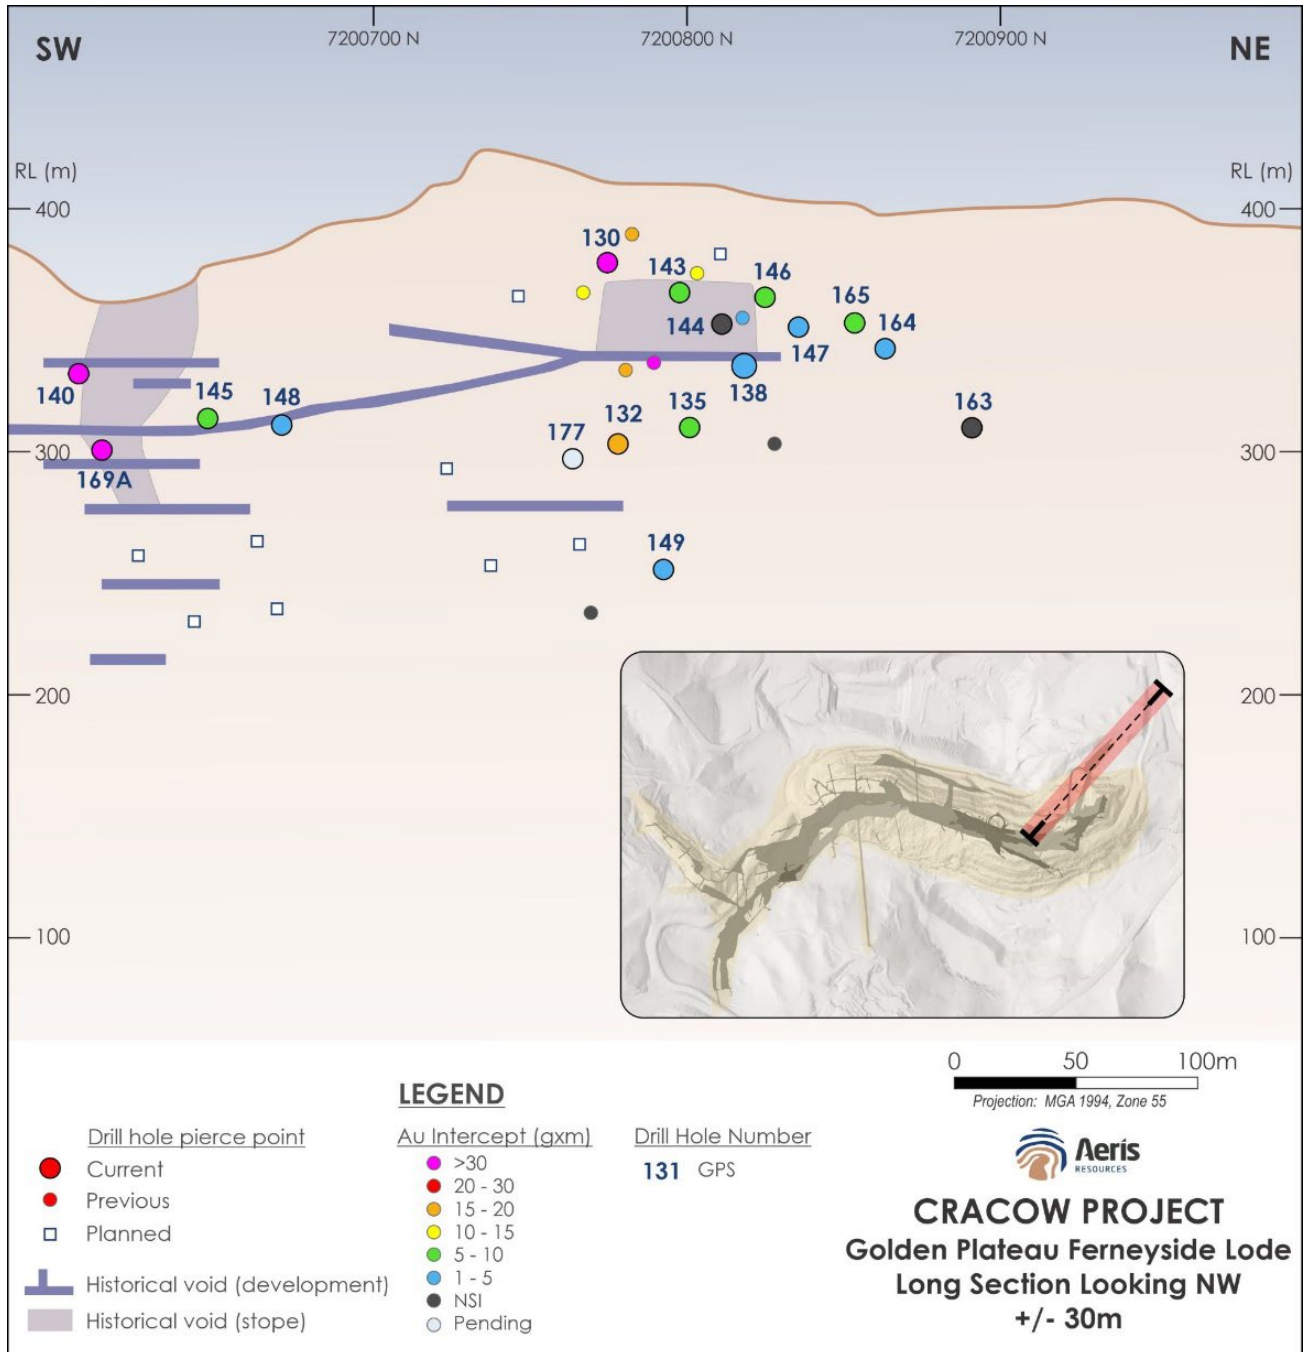 7200700 N
7200800 N
7200900 N
SW
NE
RL (m)
RL (m)
400
400
130
143
146
165
144
164
147
140
145
148
138
132
135
163
177
300
300
169A
149
200
200
100
100
0 50 100m
Projection: MGA 1994, Zone 55
LEGEND
Drill hole pierce point
Current
Previous
Planned
Historical void (development)
Historical void (stope)
Au Intercept (gxm)
>30
20 - 30
15 - 20
10 - 15
5 - 10
1 - 5
NSI
Pending
Drill Hole Number
131 GPS
Aeris
RESOURCES
CRACOW PROJECT
Golden Plateau Ferneyside Lode
Long Section Looking NW
+/- 30m